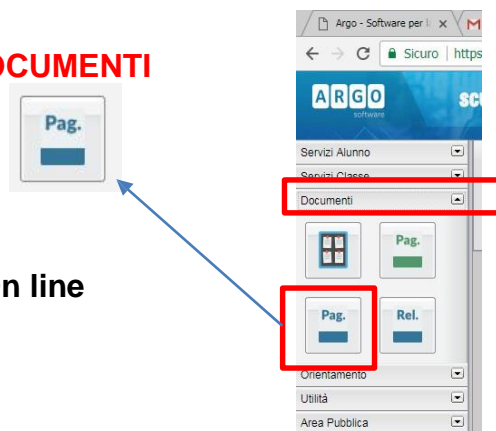 OCUMENTI
Pag.
n line
Argo - Software per l
Sicuro | https
ARGO
software
SCU
Servizi Alunno
Servizi Classe
Documenti
Pag.
Pag.
Rel.
Orientamento
Utilità
Area Pubblica